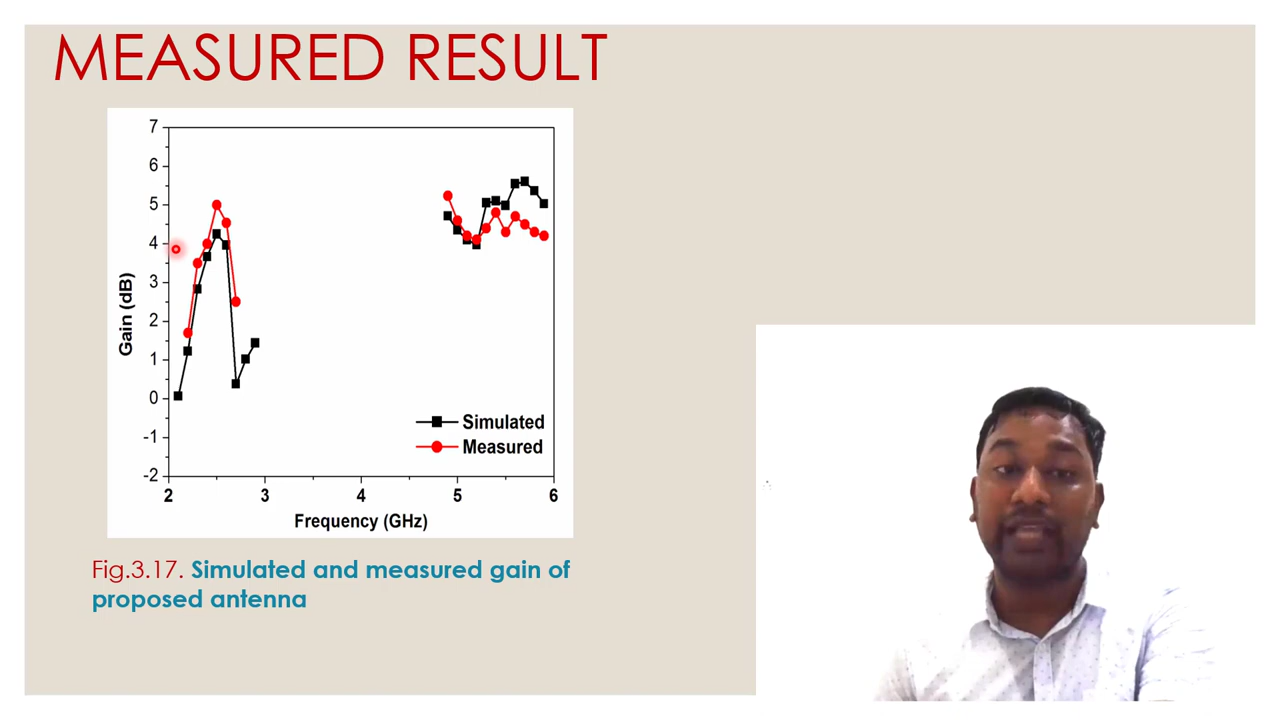 MEASURED RESULT
7
6
5
4
3
2
1
0
-1
-2
Gain (dB)
Simulated
Measured
2 3 4 5 6
Frequency (GHz)
Fig.3.17. Simulated and measured gain of
proposed antenna